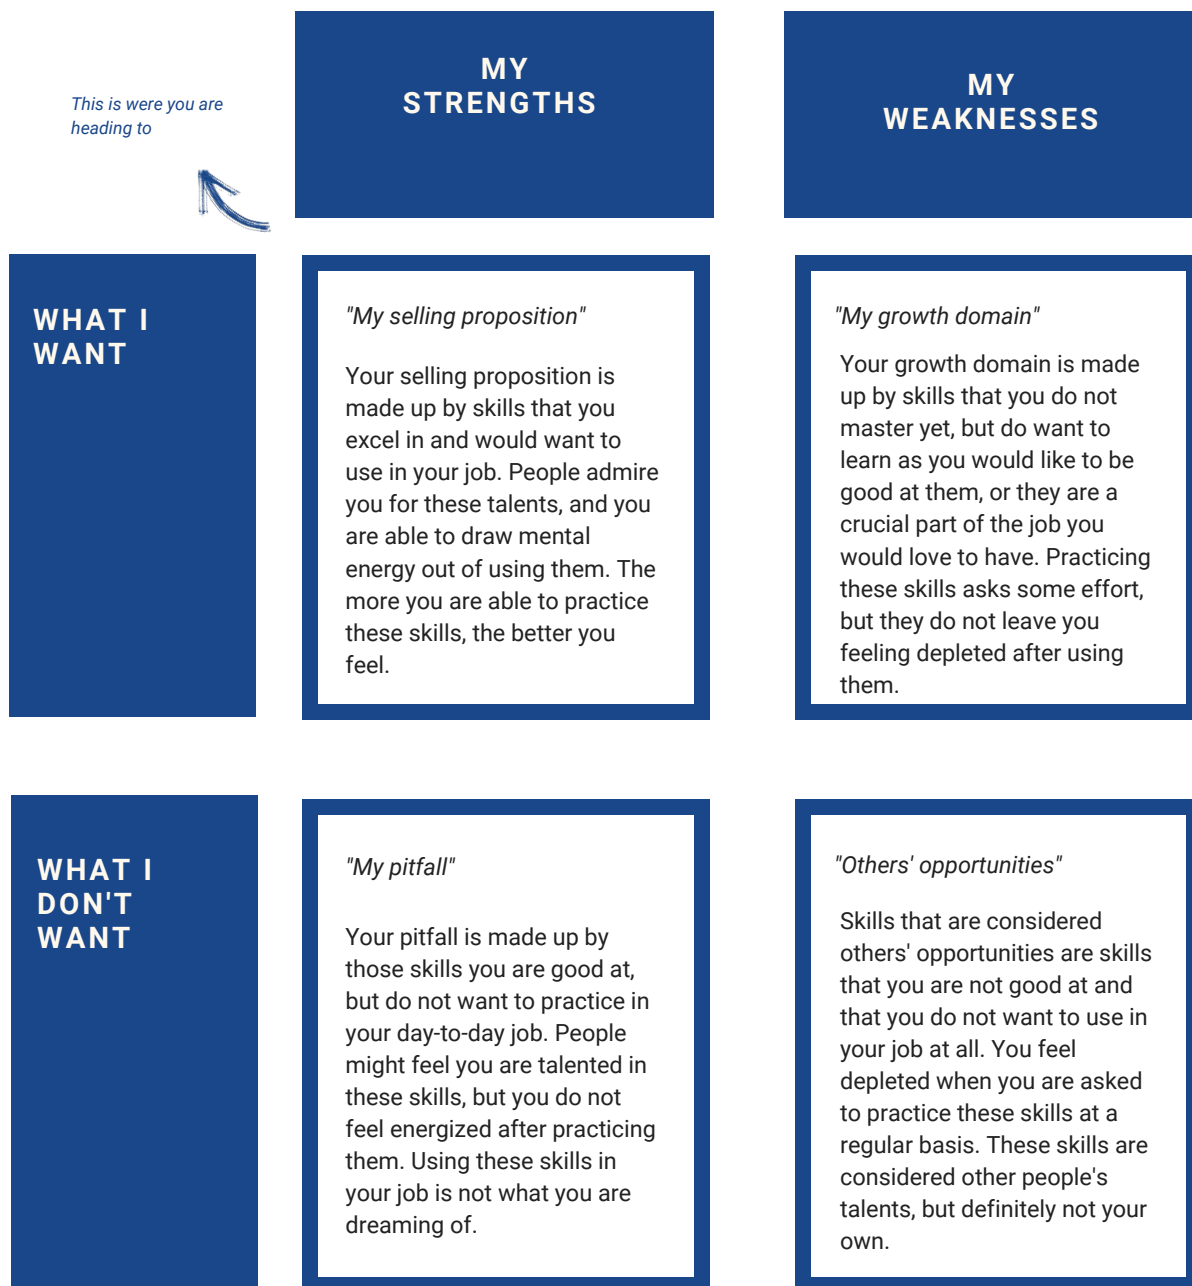 This is were you are
heading to
MY
STRENGTHS
MY
WEAKNESSES
WHAT I
WANT
"My selling proposition"
Your selling proposition is
made up by skills that you
excel in and would want to
use in your job. People admire
you for these talents, and you
are able to draw mental
energy out of using them. The
more you are able to practice
these skills, the better you
feel.
"My growth domain"
Your growth domain is made
up by skills that you do not
master yet, but do want to
learn as you would like to be
good at them, or they are a
crucial part of the job you
would love to have. Practicing
these skills asks some effort,
but they do not leave you
feeling depleted after using
them.
WHAT I
DON'T
WANT
"My pitfall"
Your pitfall is made up by
those skills you are good at,
but do not want to practice in
your day-to-day job. People
might feel you are talented in
these skills, but you do not
feel energized after practicing
them. Using these skills in
your job is not what you are
dreaming of.
"Others' opportunities"
Skills that are considered
others' opportunities are skills
that you are not good at and
that you do not want to use in
your job at all. You feel
depleted when you are asked
to practice these skills at a
regular basis. These skills are
considered other people's
talents, but definitely not your
own.